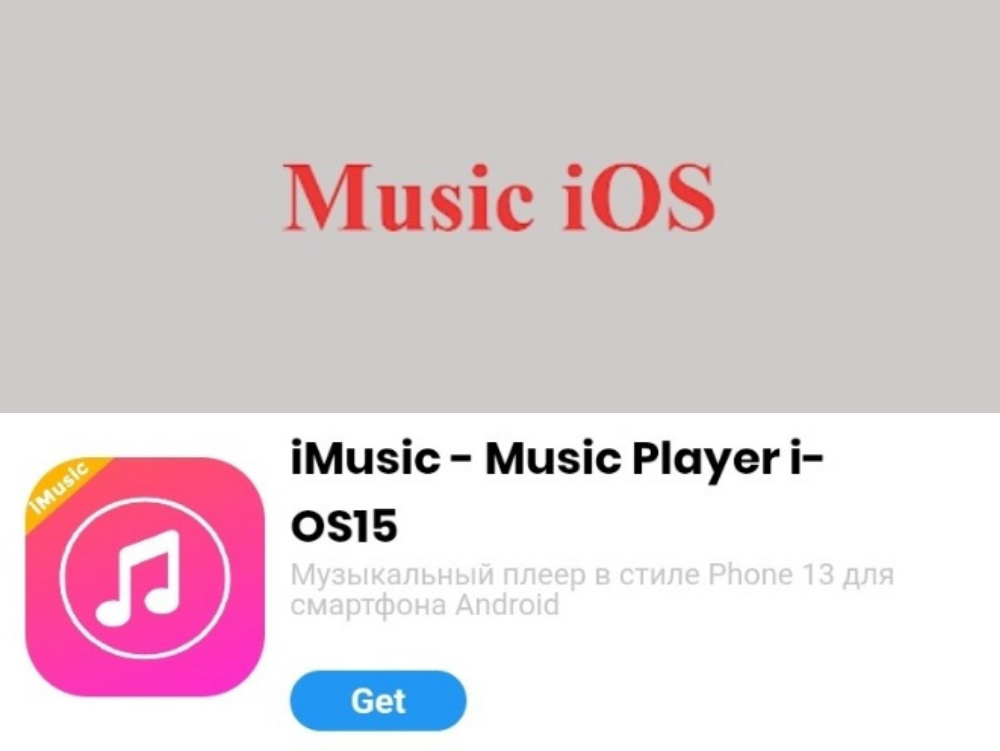 Music iOS
iMusic
iMusic - Music Player i-
OS15
Музыкальный плеер в стиле Phone 13 для
смартфона Android
Get